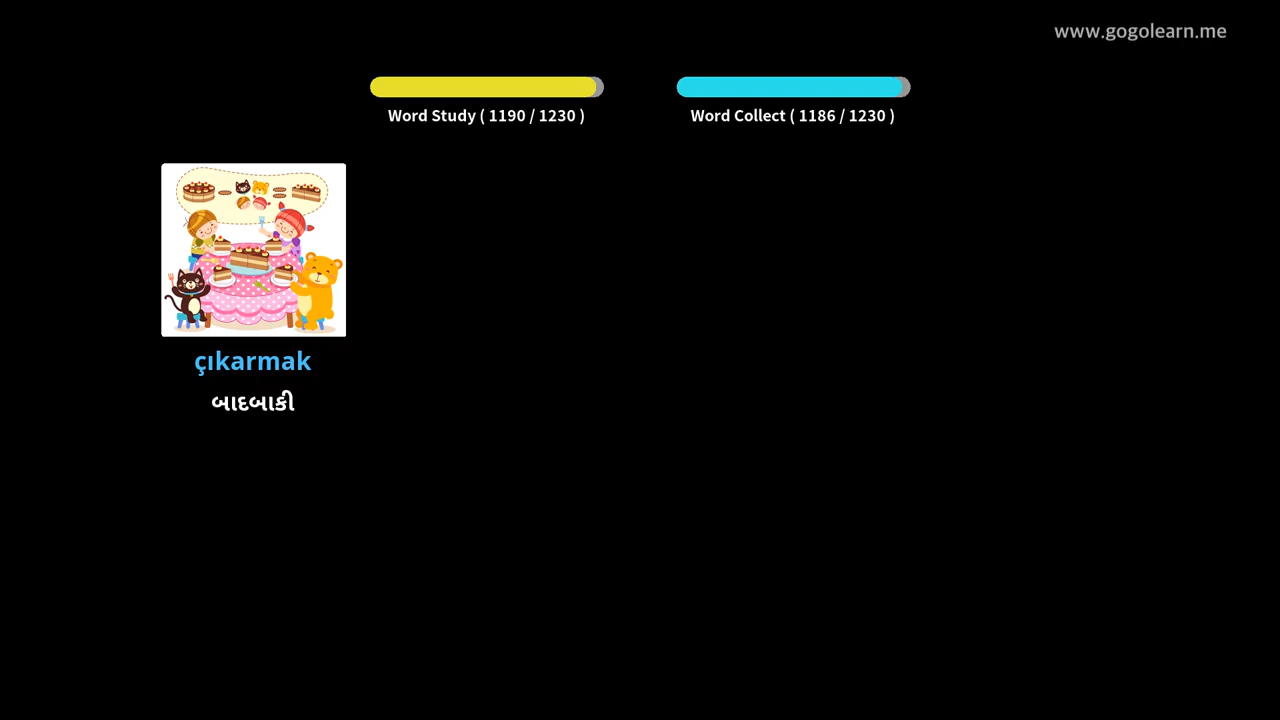 www.gogolearn.me
Word Study ( 1190 / 1230 )
Word Collect ( 1186 / 1230 )
çıkarmak
બાદબાકી